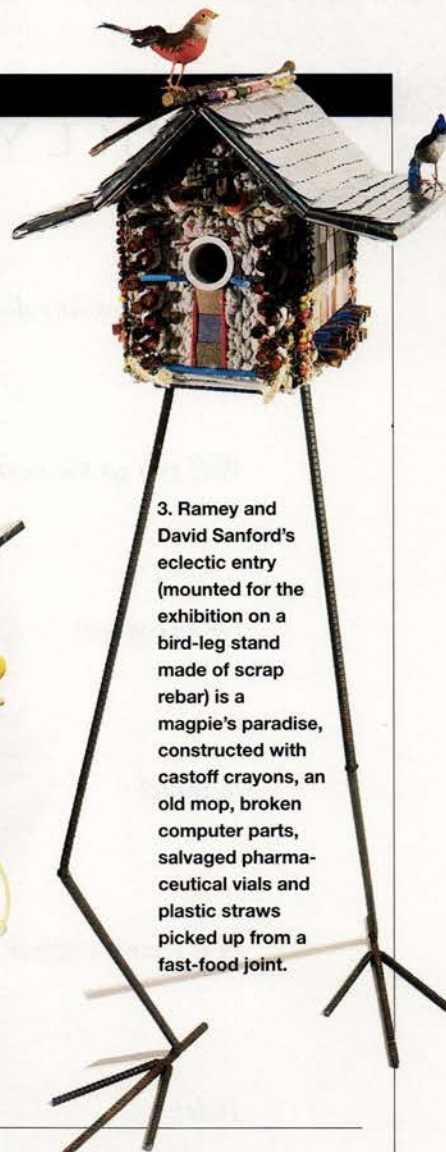 L Y
3. Ramey and
David Sanford's
eclectic entry
(mounted for the
exhibition on a
bird-leg stand
made of scrap
rebar) is a
magpie's paradise,
constructed with
castoff crayons, an
old mop, broken
computer parts,
salvaged pharma-
ceutical vials and
plastic straws
picked up from a
fast-food joint.